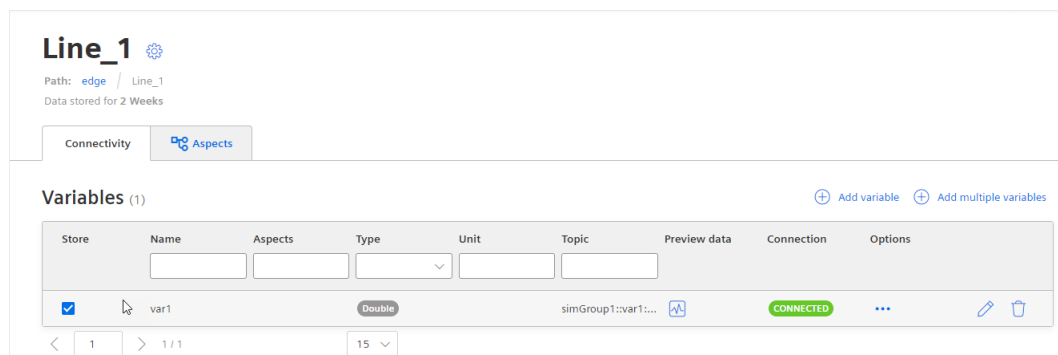 Line_1
Path: edge / Line_1
Data stored for 2 Weeks
Connectivity Aspects
Variables (1) Add variable Add multiple variables
Store Name Aspects Type Unit Topic Preview data Connection Options
var1 Double simGroup1::var1:... CONNECTED
1 1 / 1 15